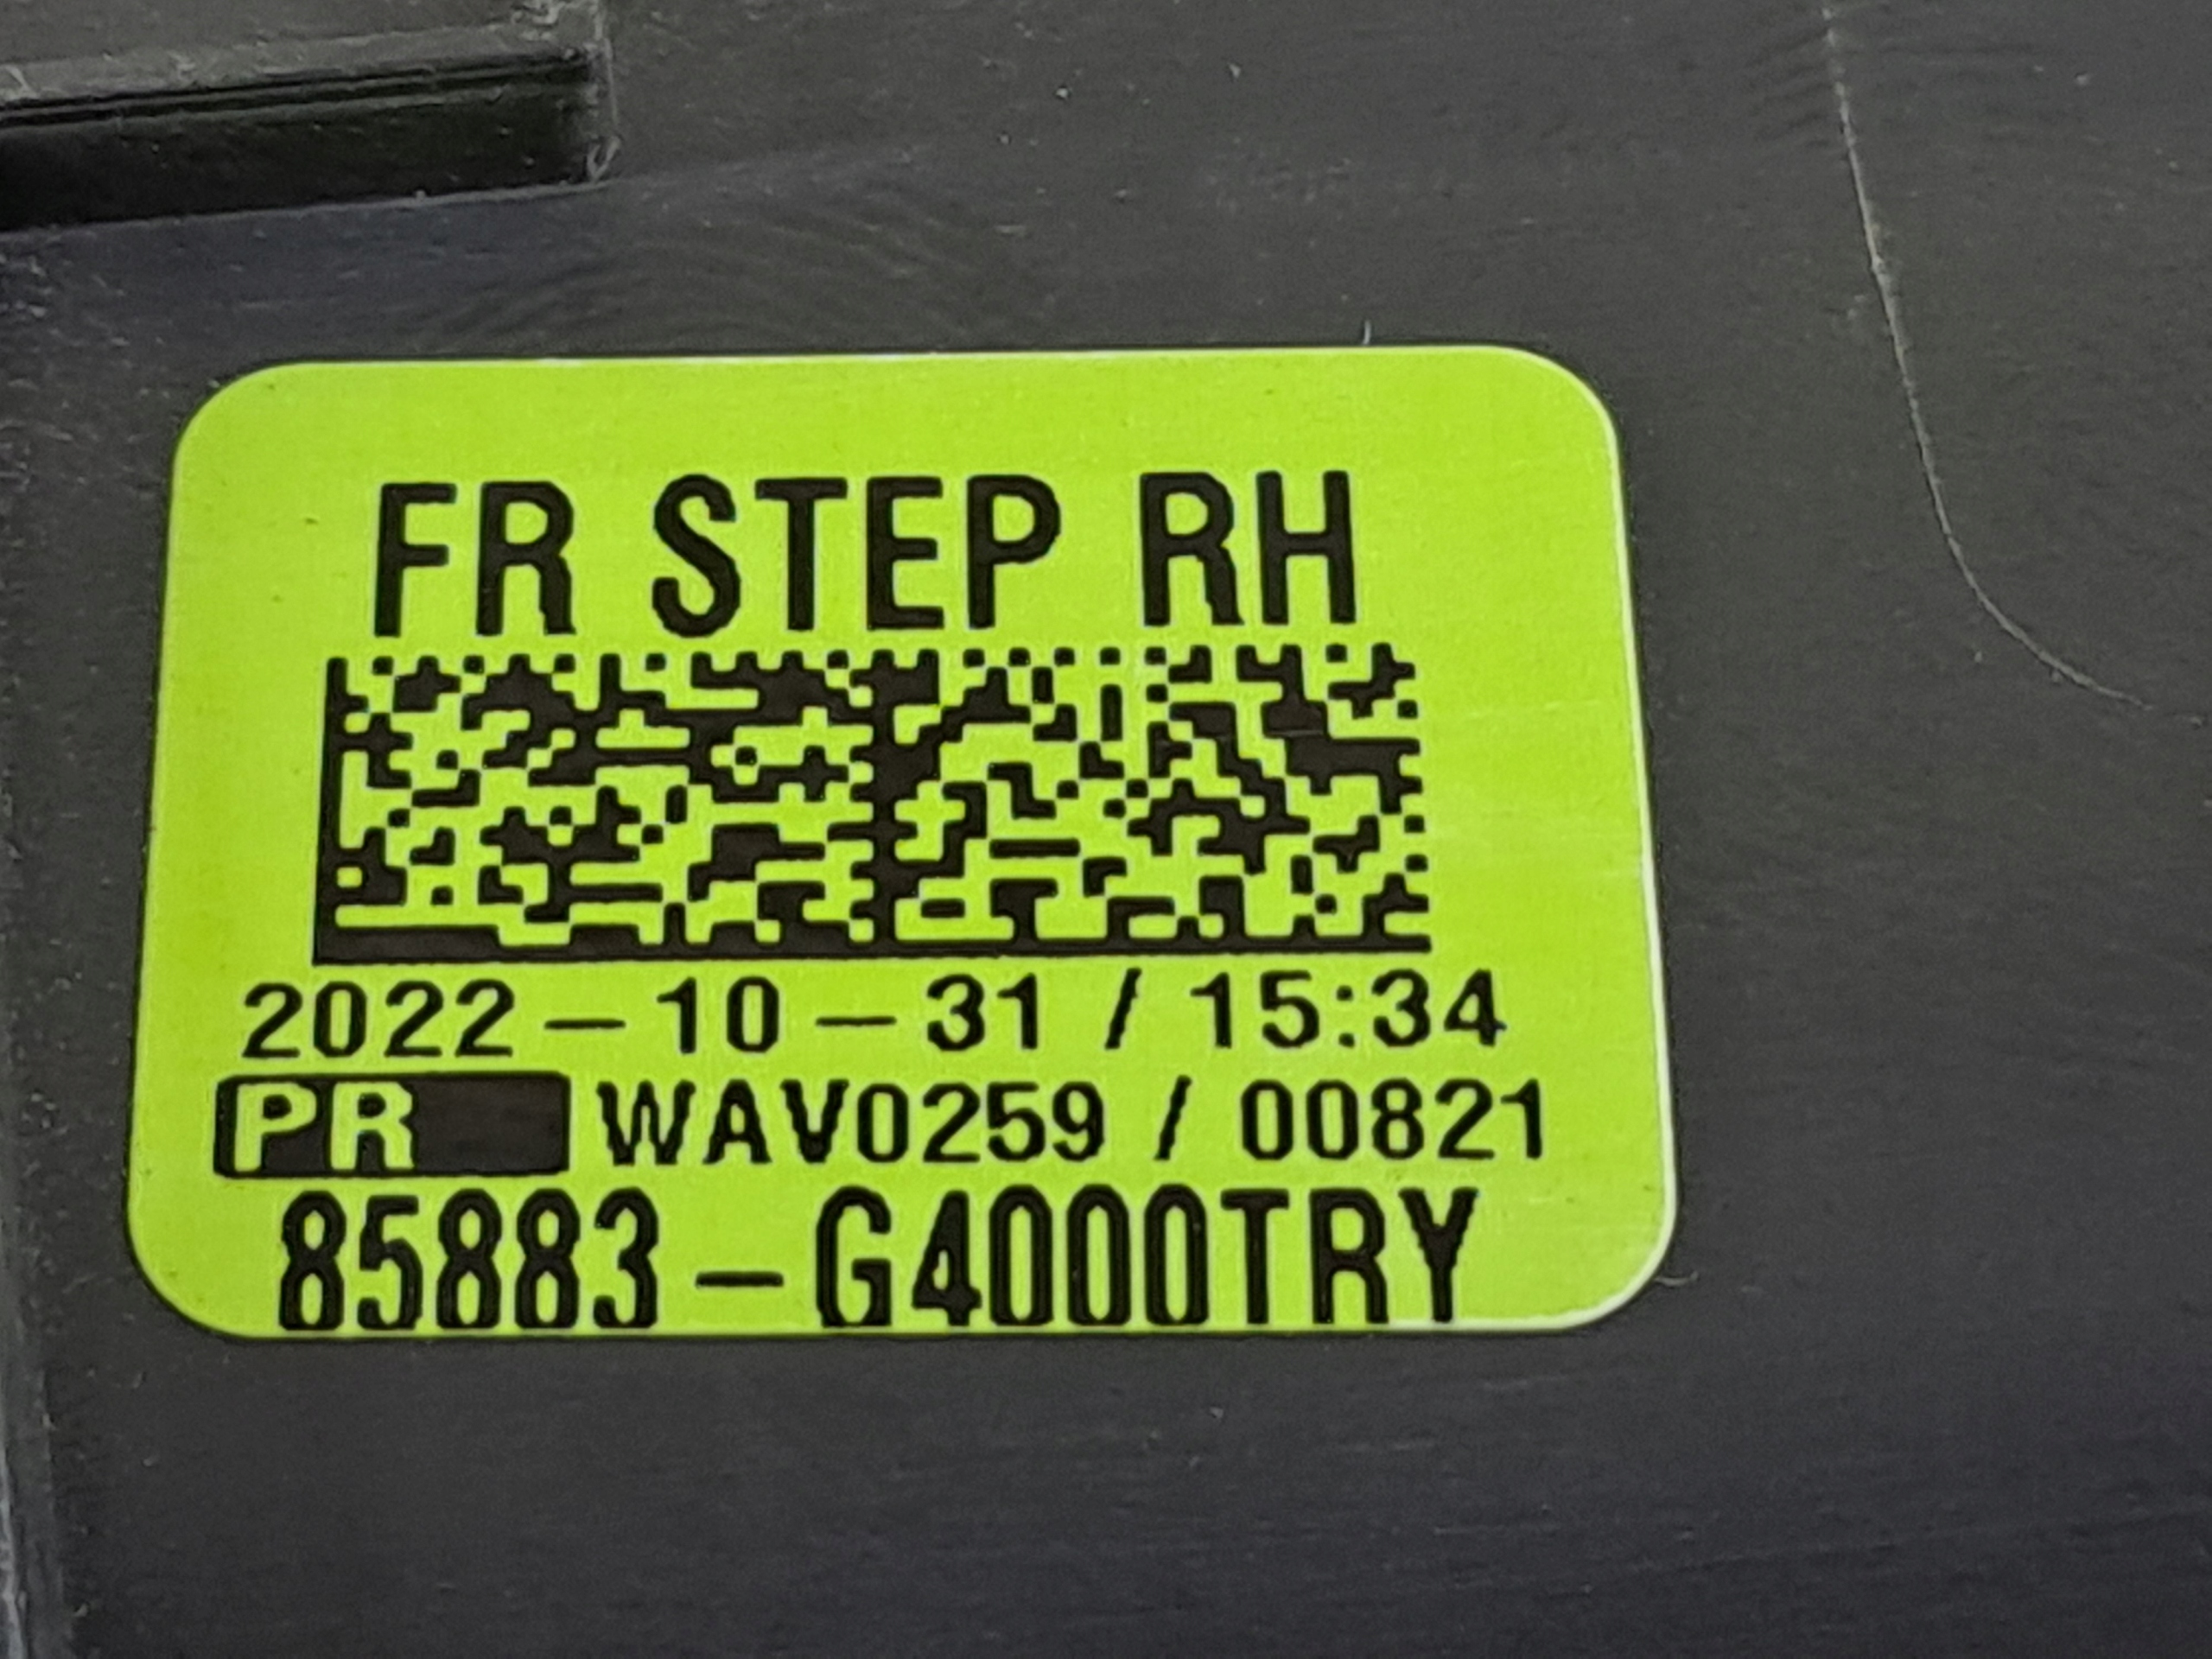 FR STEP RH
2022-10-31 / 15:34
PR WAV0259 / 00821
85883-G4000TRY